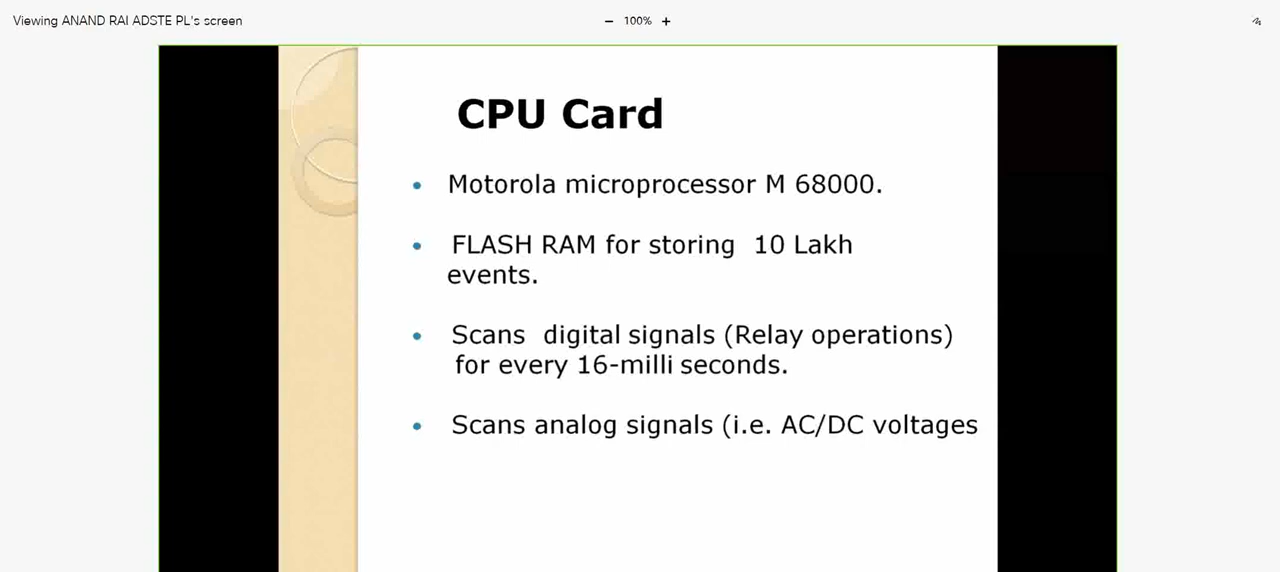 Viewing ANAND RAI ADSTE PL's screen
− 100% +
CPU Card
• Motorola microprocessor M 68000.
• FLASH RAM for storing 10 Lakh
events.
• Scans digital signals (Relay operations)
for every 16-milli seconds.
• Scans analog signals (i.e. AC/DC voltages